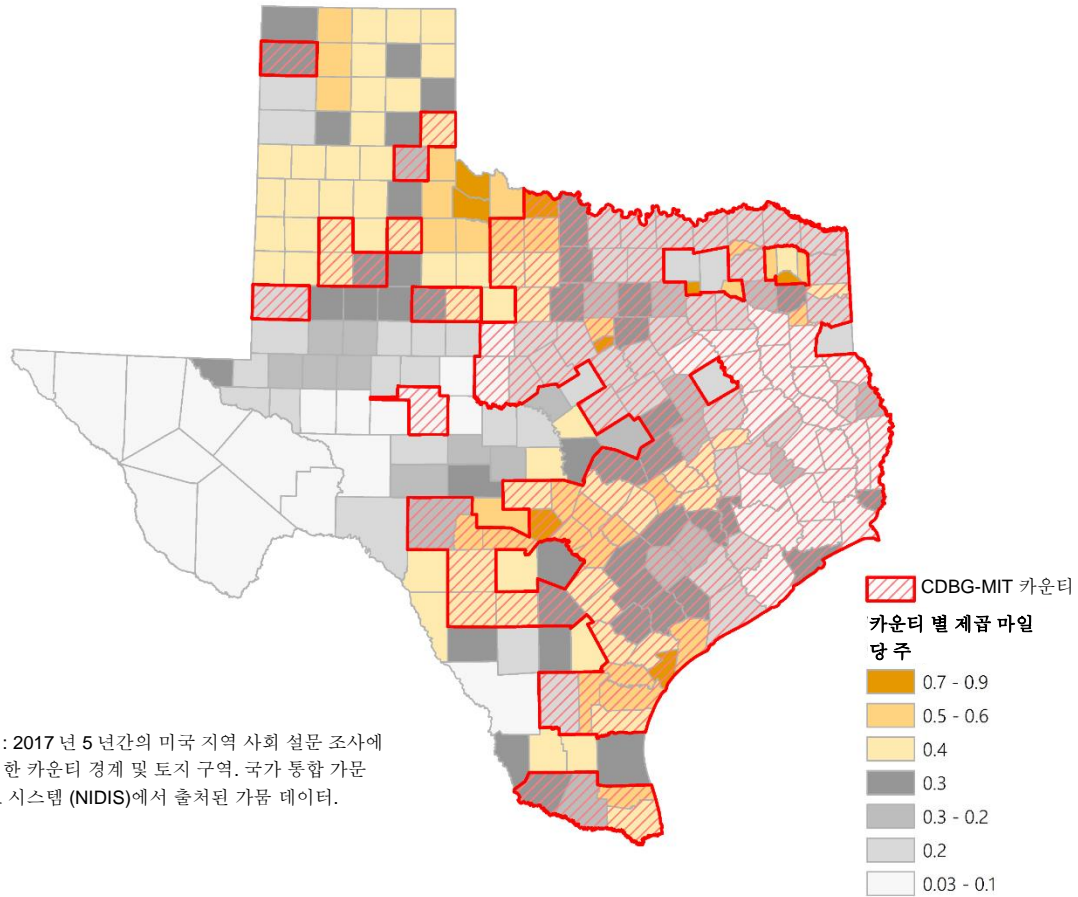 CDBG-MIT 카운티
카운티 별 제곱 마일
당 주
0.7 - 0.9
0.5 - 0.6
0.4
0.3
0.3 - 0.2
0.2
0.03 - 0.1
: 2017 년 5 년간의 미국 지역 사회 설문 조사에
한 카운티 경계 및 토지 구역. 국가 통합 가문
시스템 (NIDIS)에서 출처된 가뭄 데이터.